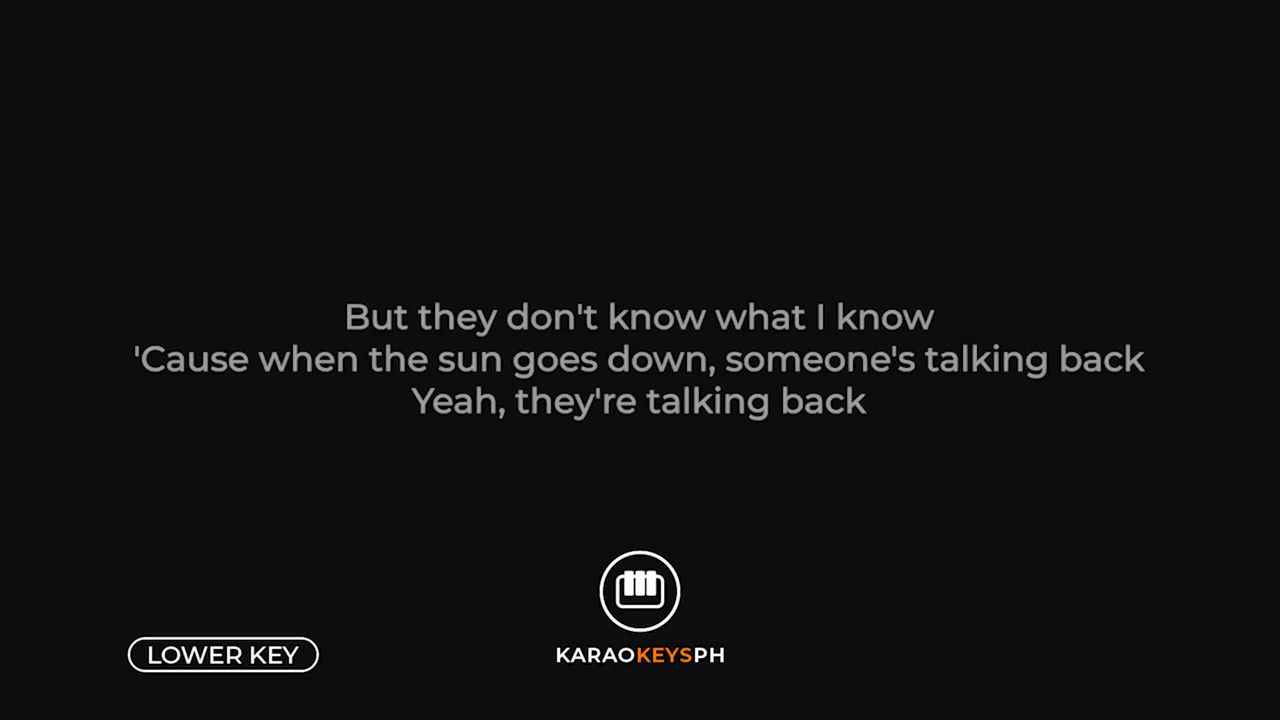 But they don't know what I know
'Cause when the sun goes down, someone's talking back
Yeah, they're talking back
LOWER KEY
KARAOKEYSPH